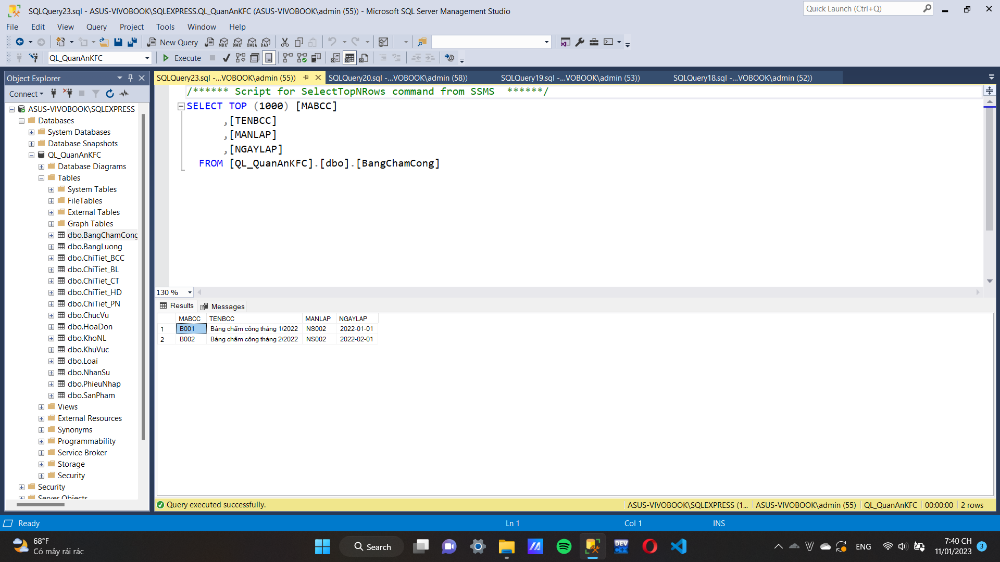 SQLQuery23.sql - ASUS-VIVOBOOK\SQLEXPRESS.QL_QuanAnKFC (ASUS-VIVOBOOK\admin (55)) - Microsoft SQL Server Management Studio
Quick Launch (Ctrl+Q)
File Edit View Query Project Tools Window Help
New Query MDX DMX XMLA DAX
QL_QuanAnKFC Execute
Object Explorer
Connect
ASUS-VIVOBOOK\SQLEXPRESS
Databases
System Databases
Database Snapshots
QL_QuanAnKFC
Database Diagrams
Tables
System Tables
FileTables
External Tables
Graph Tables
dbo.BangChamCong
dbo.BangLuong
dbo.ChiTiet_BCC
dbo.ChiTiet_BL
dbo.ChiTiet_CT
dbo.ChiTiet_HD
dbo.ChiTiet_PN
dbo.ChucVu
dbo.HoaDon
dbo.KhoNL
dbo.KhuVuc
dbo.Loai
dbo.NhanSu
dbo.PhieuNhap
dbo.SanPham
Views
External Resources
Synonyms
Programmability
Service Broker
Storage
Security
Security
Server Objects
SQLQuery23.sql -...VOBOOK\admin (55)) SQLQuery20.sql -...VOBOOK\admin (58)) SQLQuery19.sql -...VOBOOK\admin (53)) SQLQuery18.sql -...VOBOOK\admin (52))
/****** Script for SelectTopNRows command from SSMS ******/
SELECT TOP (1000) [MABCC]
,[TENBCC]
,[MANLAP]
,[NGAYLAP]
FROM [QL_QuanAnKFC].[dbo].[BangChamCong]
130 %
Results Messages
MABCC TENBCC MANLAP NGAYLAP
1 B001 Bảng chấm công tháng 1/2022 NS002 2022-01-01
2 B002 Bảng chấm công tháng 2/2022 NS002 2022-02-01
Query executed successfully. ASUS-VIVOBOOK\SQLEXPRESS (1... ASUS-VIVOBOOK\admin (55) QL_QuanAnKFC 00:00:00 2 rows
Ready Ln 1 Col 1 INS
68°F
Có mây rải rác
Search
DEV C++
ENG
7:40 CH
11/01/2023
3